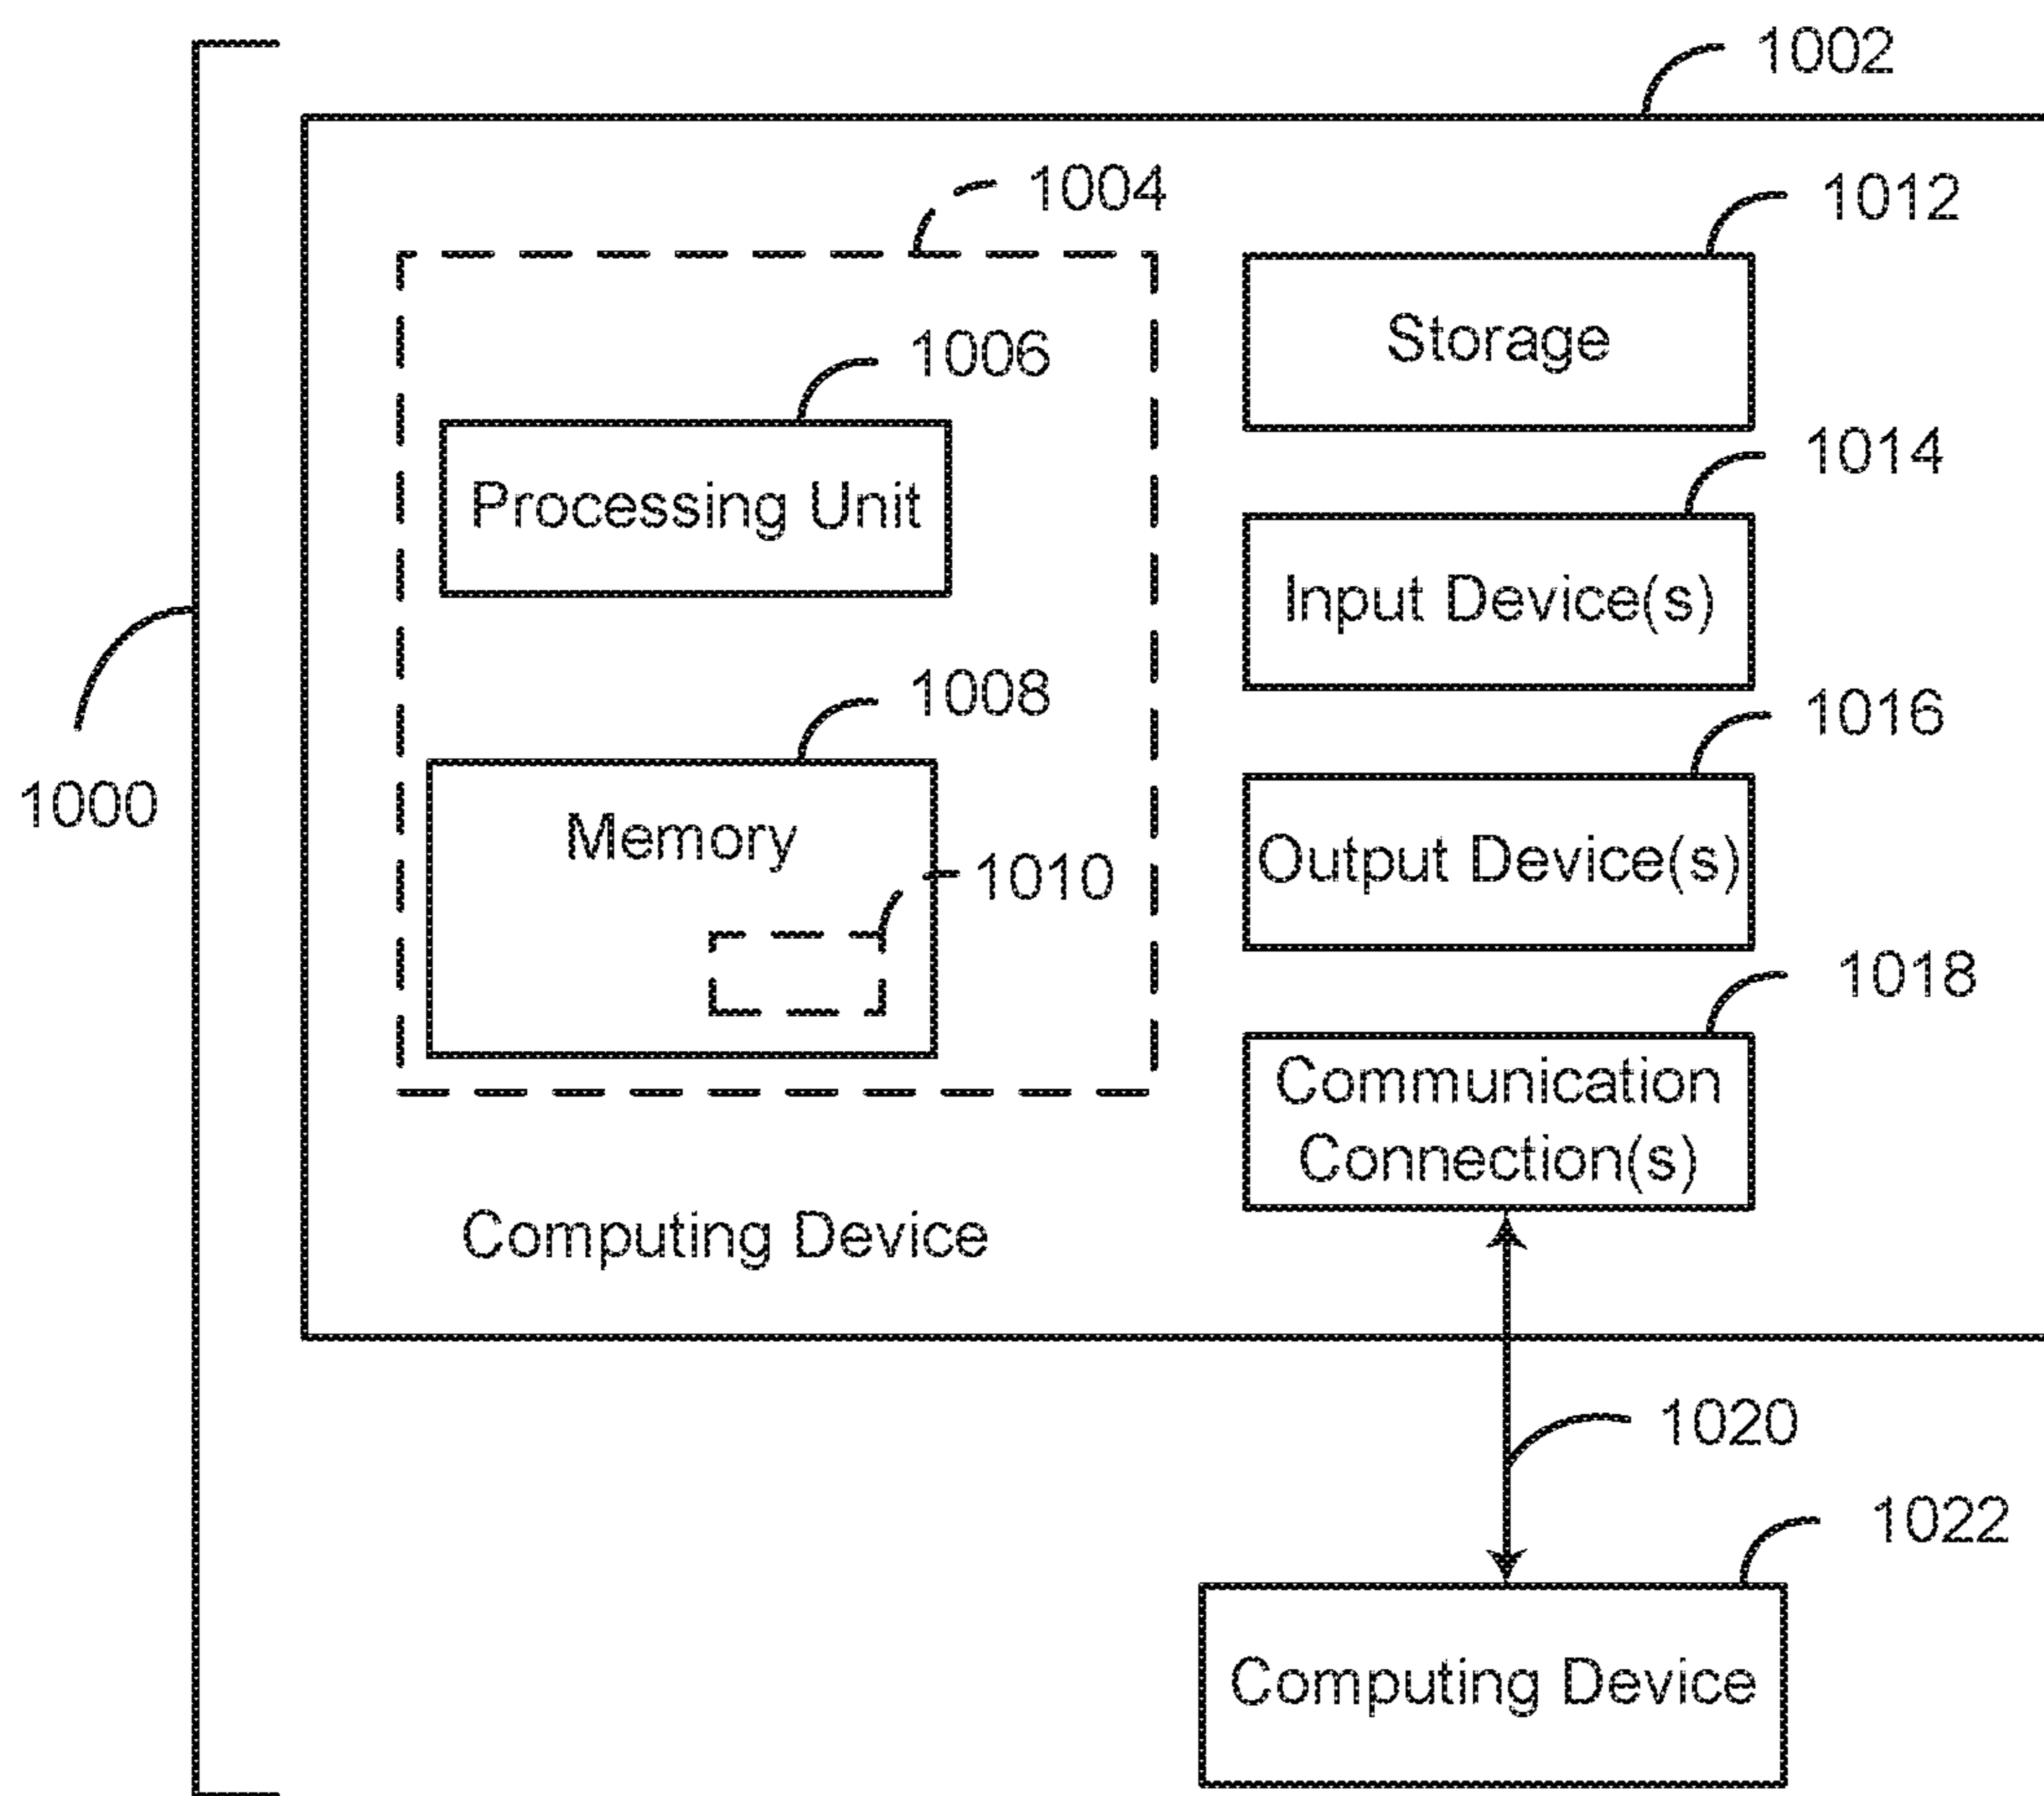 1002
1004
1012
Storage
1006
Processing Unit
1014
Input Device(s)
1008
Memory
1016
Output Device(s)
1000
1010
1018
Communication
Connection(s)
Computing Device
1020
1022
Computing Device